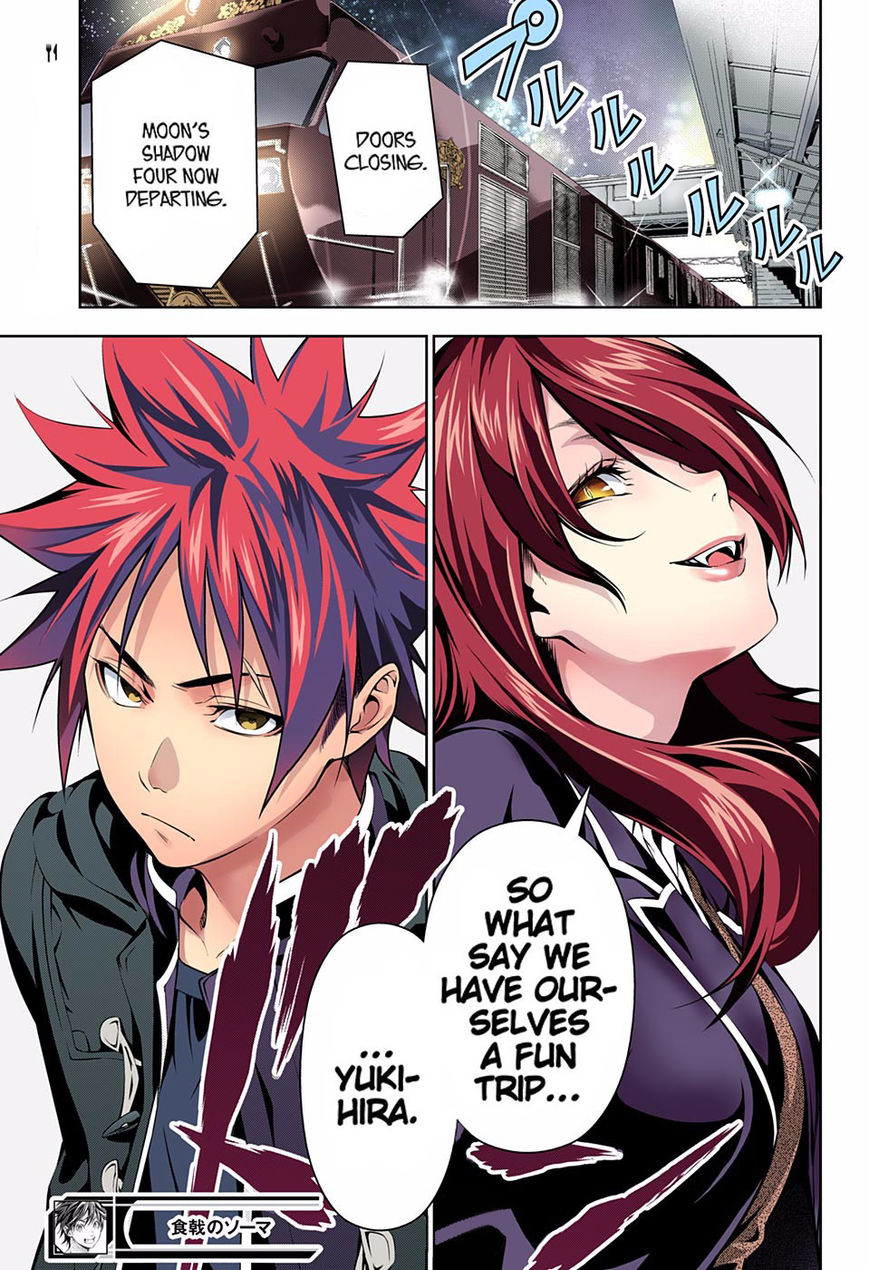 プルルル
ルルル
DOORS
CLOSING.
MOON'S
SHADOW
FOUR NOW
DEPARTING.
SO
WHAT
SAY WE
HAVE OUR-
SELVES
A FUN
TRIP...
...
YUKI-
HIRA.
食戟のソーマ